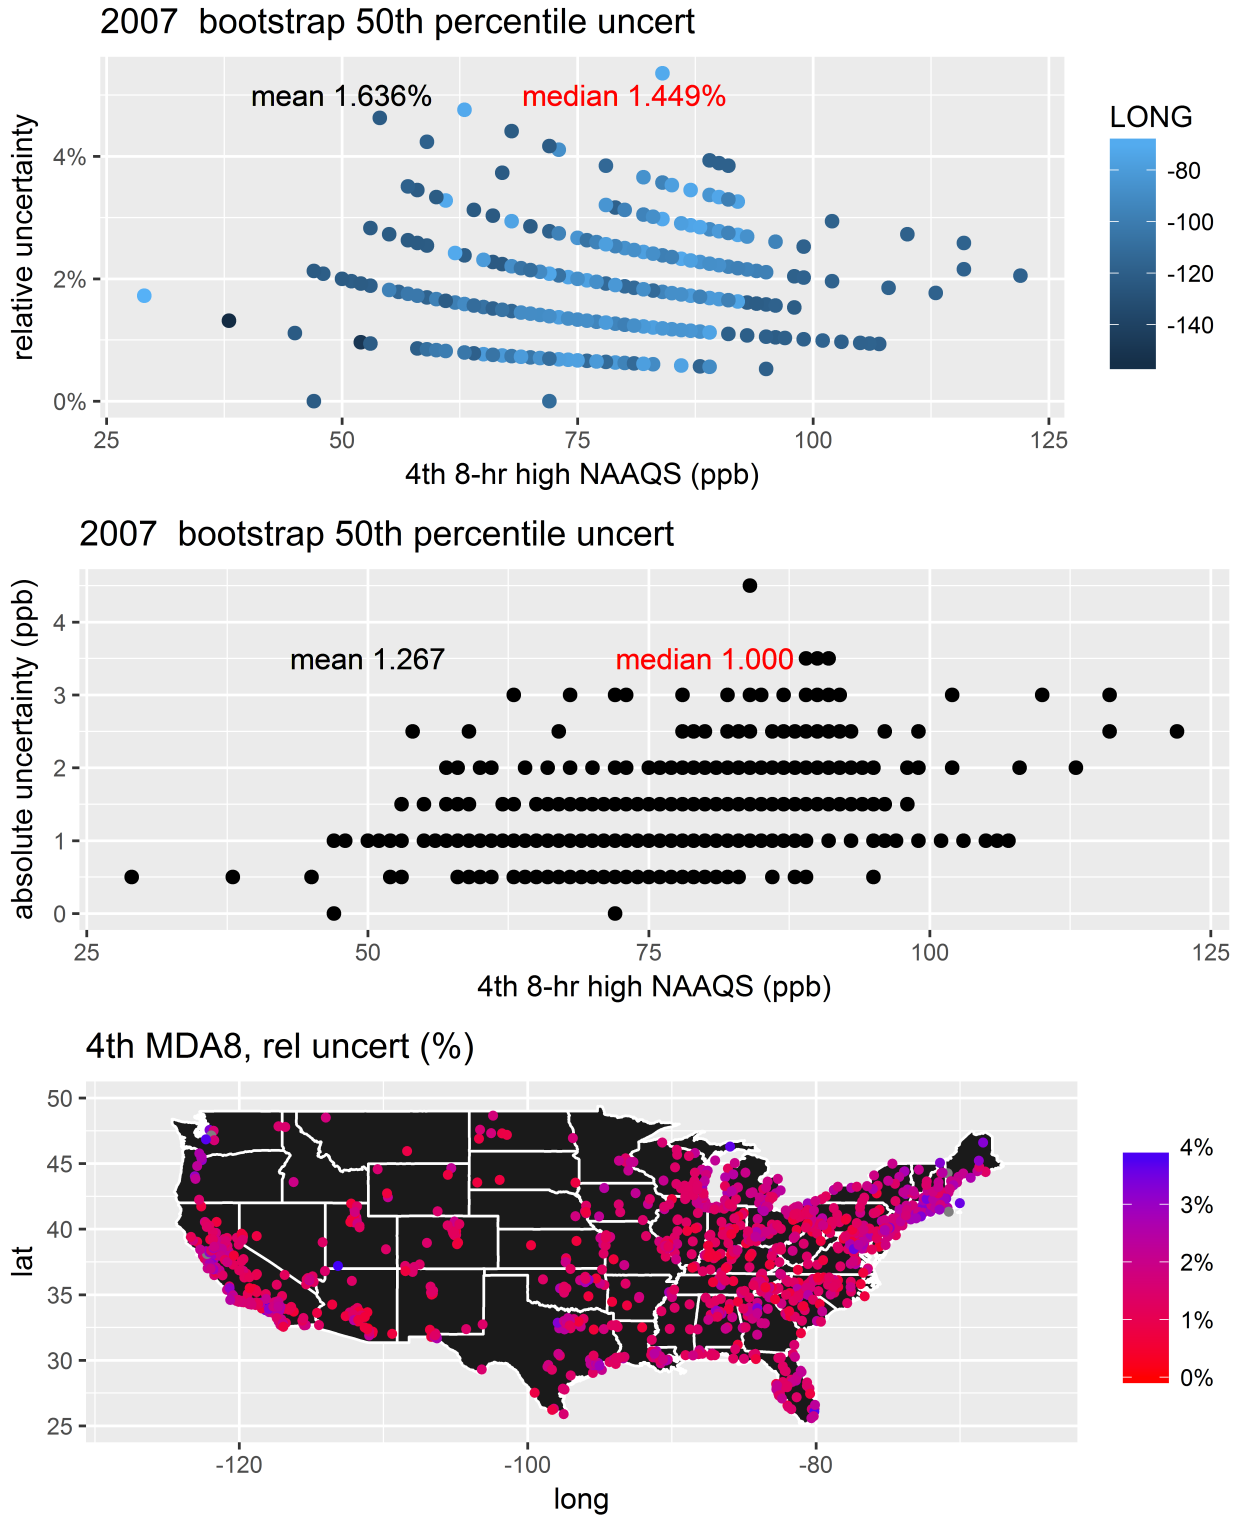 2007  bootstrap 50th percentile uncert
mean 1.636%
median 1.449%
relative uncertainty
4%
2%
0%
25
50
75
100
125
4th 8-hr high NAAQS (ppb)
LONG
-80
-100
-120
-140
2007  bootstrap 50th percentile uncert
mean 1.267
median 1.000
absolute uncertainty (ppb)
4
3
2
1
0
25
50
75
100
125
4th 8-hr high NAAQS (ppb)
4th MDA8, rel uncert (%)
lat
50
45
40
35
30
25
-120
-100
-80
long
4%
3%
2%
1%
0%